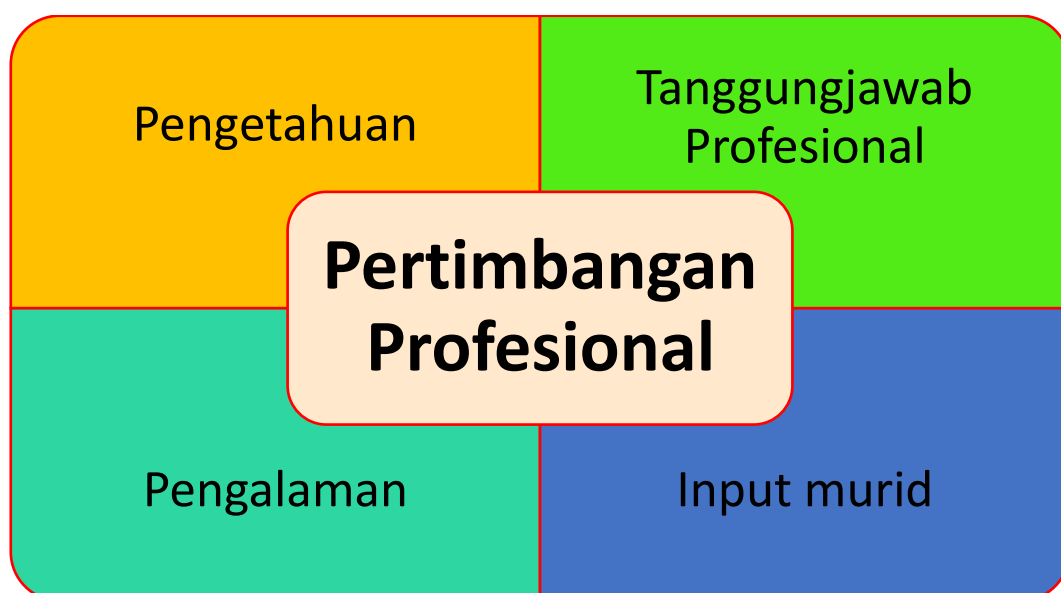 Pengetahuan
Tanggungjawab
Profesional
Pertimbangan
Profesional
Pengalaman
Input murid